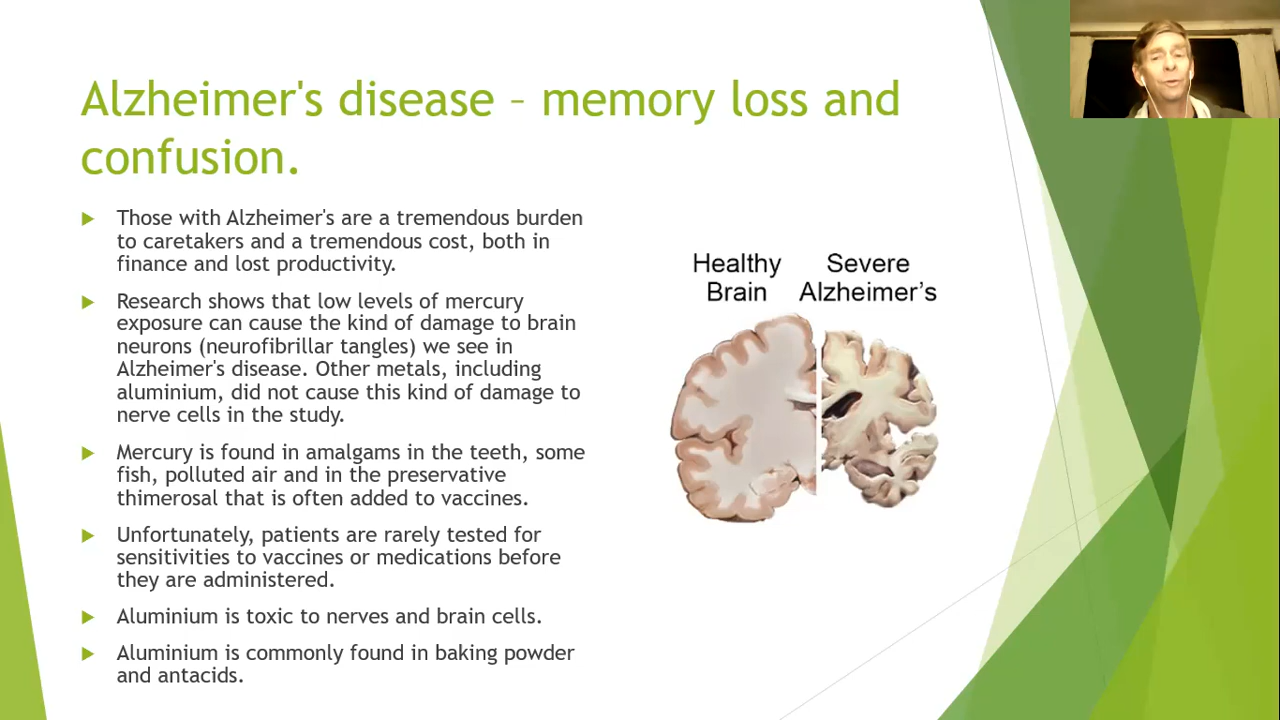 Alzheimer's disease – memory loss and
confusion.
Those with Alzheimer's are a tremendous burden
to caretakers and a tremendous cost, both in
finance and lost productivity.
Research shows that low levels of mercury
exposure can cause the kind of damage to brain
neurons (neurofibrillar tangles) we see in
Alzheimer's disease. Other metals, including
aluminium, did not cause this kind of damage to
nerve cells in the study.
Mercury is found in amalgams in the teeth, some
fish, polluted air and in the preservative
thimerosal that is often added to vaccines.
Unfortunately, patients are rarely tested for
sensitivities to vaccines or medications before
they are administered.
Aluminium is toxic to nerves and brain cells.
Aluminium is commonly found in baking powder
and antacids.
Healthy
Brain
Severe
Alzheimer's